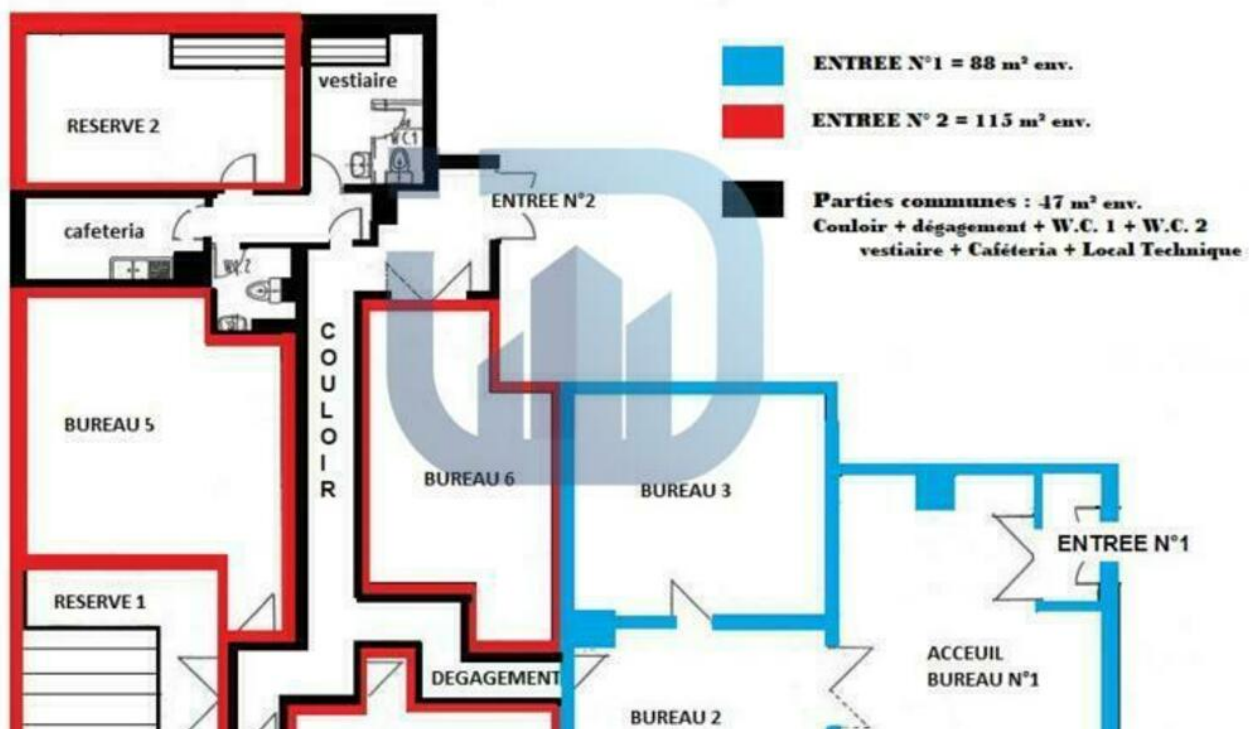 ENTREE N°1 = 88 m² env.
ENTREE N° 2 = 115 m² env.
Parties communes : 47 m² env.
Couloir + dégagement + W.C. 1 + W.C. 2
vestiaire + Caféteria + Local Technique
vestiaire
RESERVE 2
WC1
ENTREE N°2
cafeteria
WC 2
COULOIR
BUREAU 5
BUREAU 6
BUREAU 3
ENTREE N°1
RESERVE 1
ACCEUIL
BUREAU N°1
DEGAGEMENT
BUREAU 2